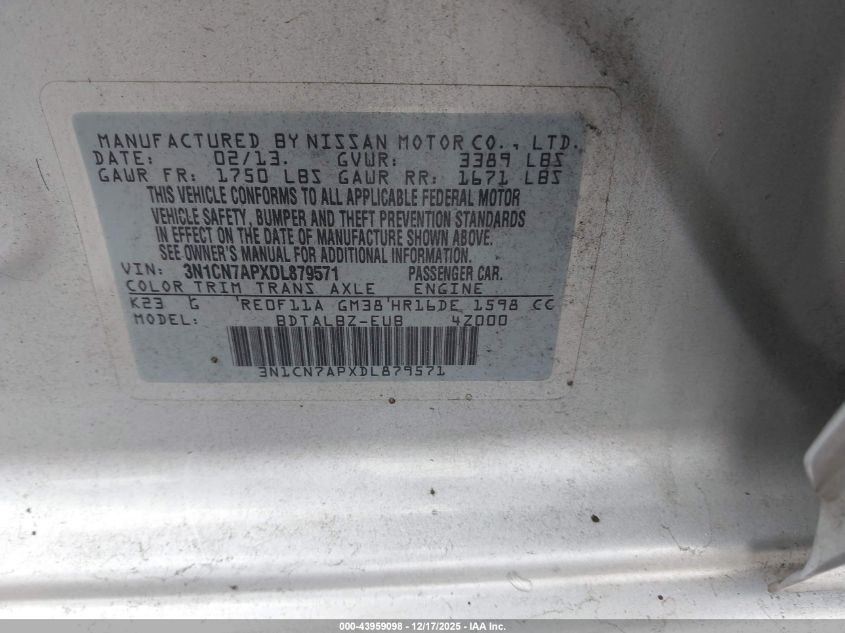 MANUFACTURED BY NISSAN MOTOR CO., LTD.
DATE: 02/13. GVWR: 3389 LBS
GAWR FR: 1750 LBS GAWR RR: 1671 LBS
THIS VEHICLE CONFORMS TO ALL APPLICABLE FEDERAL MOTOR
VEHICLE SAFETY, BUMPER AND THEFT PREVENTION STANDARDS
IN EFFECT ON THE DATE OF MANUFACTURE SHOWN ABOVE.
SEE OWNER'S MANUAL FOR ADDITIONAL INFORMATION.
VIN: 3N1CN7APXDL879571 PASSENGER CAR.
COLOR TRIM TRANS AXLE ENGINE
K23 G RE0F11A GM38 HR16DE 1598 CC
MODEL: BDTALBZ-EUB 4Z000
3N1CN7APXDL879571
000-43959098 - 12/17/2025 - IAA Inc.